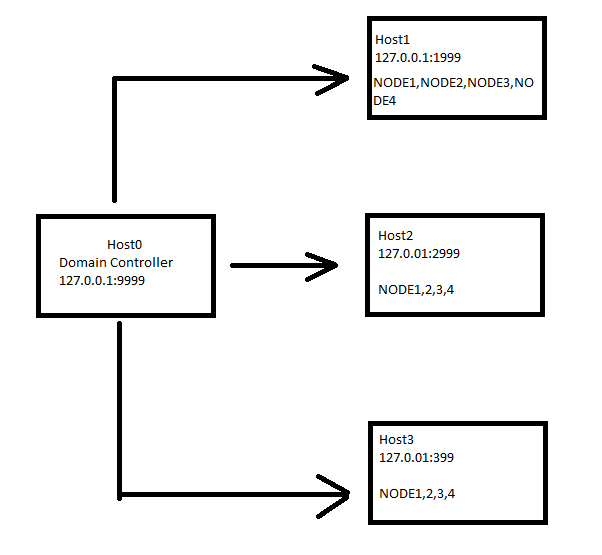 Host1
127.0.0.1:1999
NODE1,NODE2,NODE3,NO
DE4
Host0
Domain Controller
127.0.0.1:9999
Host2
127.0.01:2999
NODE1,2,3,4
Host3
127.0.01:399
NODE1,2,3,4